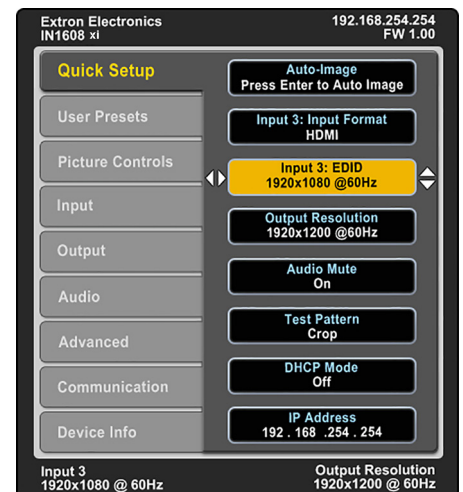 Extron Electronics
IN1608 xi
192.168.254.254
FW 1.00
Quick Setup
User Presets
Picture Controls
Input
Output
Audio
Advanced
Communication
Device Info
Auto-Image
Press Enter to Auto Image
Input 3: Input Format
HDMI
Input 3: EDID
1920x1080 @60Hz
Output Resolution
1920x1200 @60Hz
Audio Mute
On
Test Pattern
Crop
DHCP Mode
Off
IP Address
192 . 168 .254 . 254
Input 3
1920x1080 @ 60Hz
Output Resolution
1920x1200 @ 60Hz